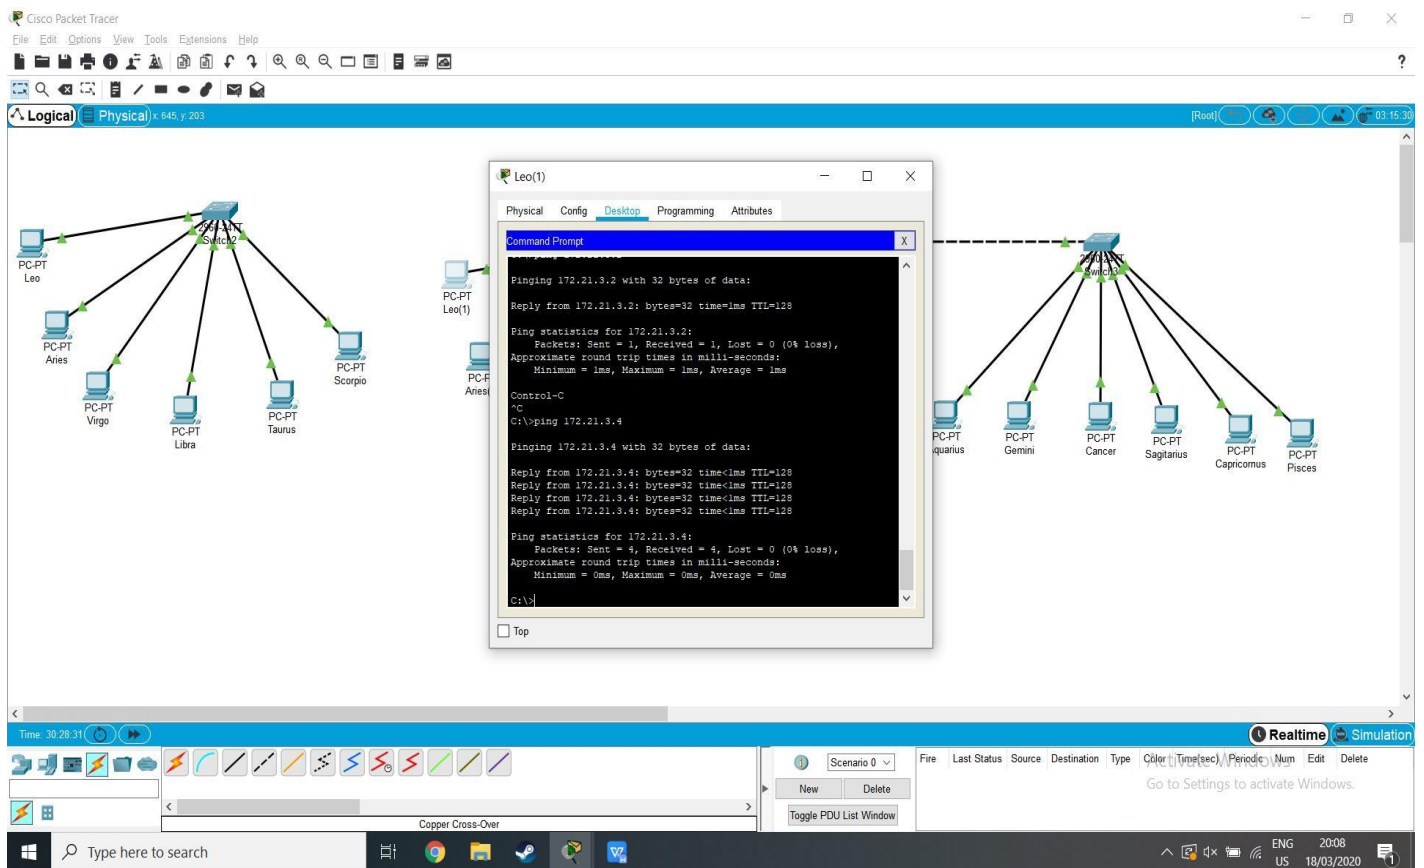 Cisco Packet Tracer
File Edit Options View Tools Extensions Help
?
Logical Physical x: 645, y: 203 [Root] 03:15:30
PC-PT
Leo
PC-PT
Aries
PC-PT
Virgo
PC-PT
Libra
PC-PT
Taurus
PC-PT
Scorpio
2960-24TT
Switch2
PC-PT
Leo(1)
Leo(1)
Physical Config Desktop Programming Attributes
Command Prompt X
Pinging 172.21.3.2 with 32 bytes of data:
Reply from 172.21.3.2: bytes=32 time=1ms TTL=128
Ping statistics for 172.21.3.2:
Packets: Sent = 1, Received = 1, Lost = 0 (0% loss),
Approximate round trip times in milli-seconds:
Minimum = 1ms, Maximum = 1ms, Average = 1ms
Control-C
^C
C:\>ping 172.21.3.4
Pinging 172.21.3.4 with 32 bytes of data:
Reply from 172.21.3.4: bytes=32 time<1ms TTL=128
Reply from 172.21.3.4: bytes=32 time<1ms TTL=128
Reply from 172.21.3.4: bytes=32 time<1ms TTL=128
Reply from 172.21.3.4: bytes=32 time<1ms TTL=128
Ping statistics for 172.21.3.4:
Packets: Sent = 4, Received = 4, Lost = 0 (0% loss),
Approximate round trip times in milli-seconds:
Minimum = 0ms, Maximum = 0ms, Average = 0ms
C:\>
Top
2960-24TT
Switch3
PC-PT
quarius
PC-PT
Gemini
PC-PT
Cancer
PC-PT
Sagitarius
PC-PT
Capricornus
PC-PT
Pisces
Time: 30:28:31 Realtime Simulation
Scenario 0
New Delete
Toggle PDU List Window
Fire Last Status Source Destination Type Color Time(sec) Periodic Num Edit Delete
Activate Windows
Go to Settings to activate Windows.
Copper Cross-Over
Type here to search
ENG
US
20:08
18/03/2020
1